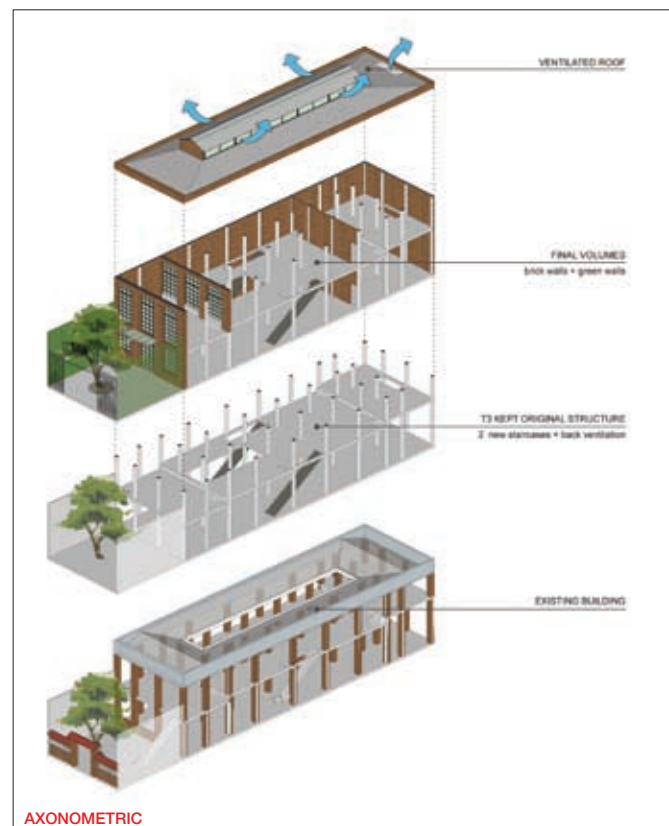 VENTILATED ROOF
FINAL VOLUMES
brick walls + green walls
T3 KEPT ORIGINAL STRUCTURE
2 new staircases + back ventilation
EXISTING BUILDING
AXONOMETRIC